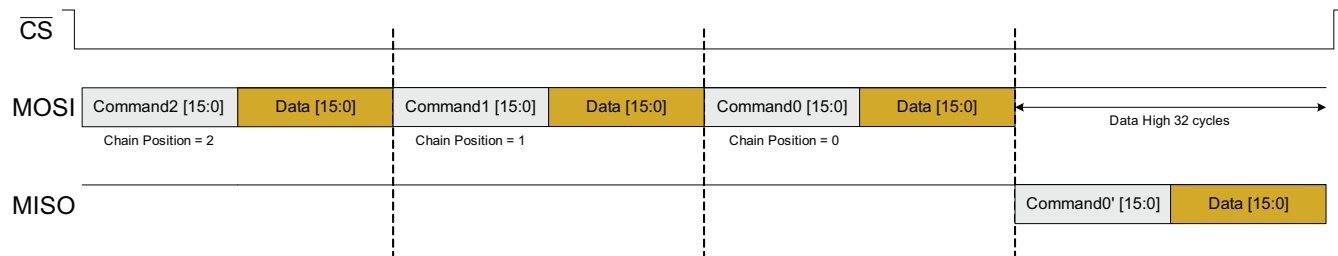 CS
MOSI Command2 [15:0] Data [15:0] Command1 [15:0] Data [15:0] Command0 [15:0] Data [15:0]
Data High 32 cycles
Chain Position = 2 Chain Position = 1 Chain Position = 0
MISO Command0' [15:0] Data [15:0]